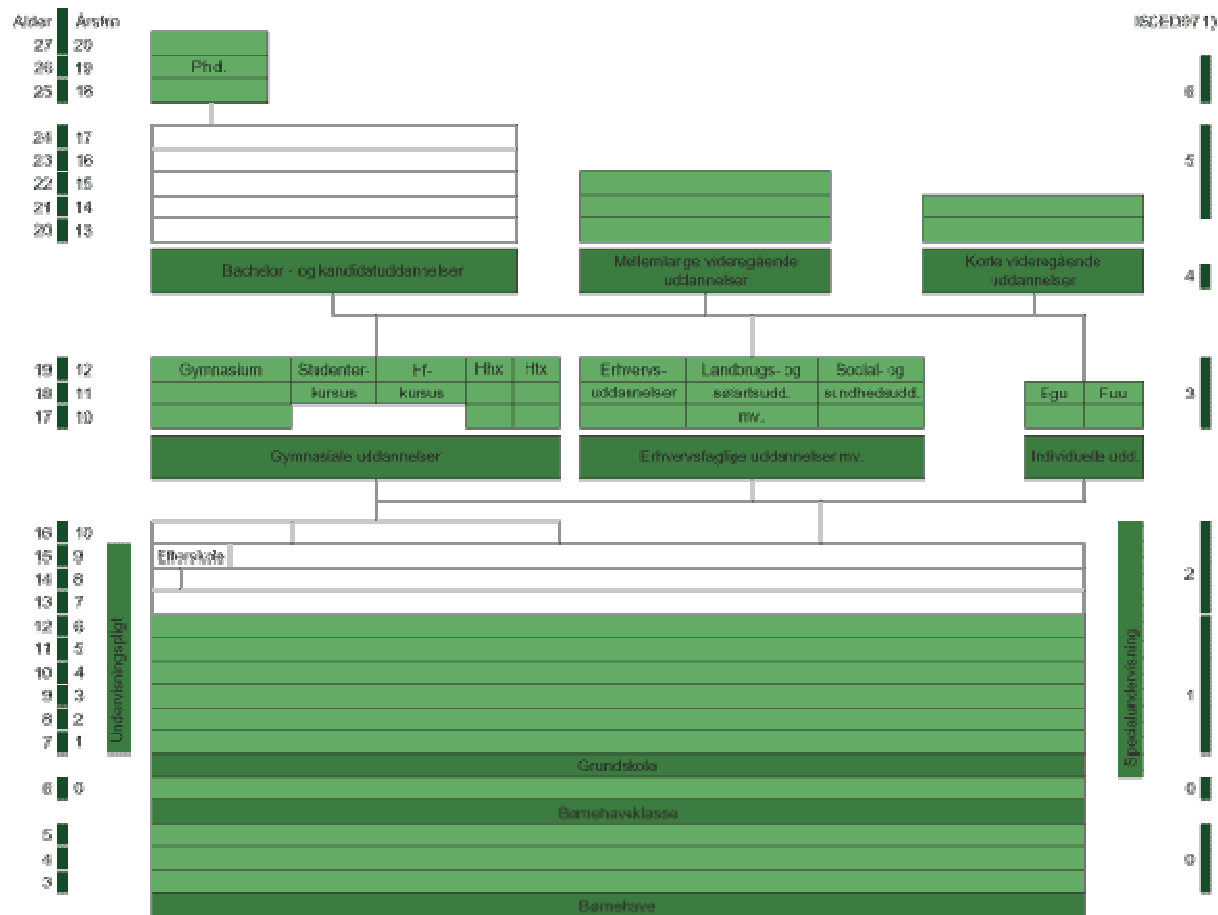 Alder Årstrin
ISCED97 1)
27 20
26 19 Phd.
25 18 6
24 17
23 16 5
22 15
21 14
20 13
Bachelor - og kandidatuddannelser
Mellemlange videregående
uddannelser
Korte videregående
uddannelser
4
19 12 Gymnasium Studenter- Hf- Hhx Htx Erhvervs- Landbrugs- og Social- og
18 11 kursus kursus uddannelser søfartsudd. sundhedsudd. Egu Fuu 3
17 10 mv.
Gymnasiale uddannelser Erhvervsfaglige uddannelser mv. Individuelle udd.
16 10
15 9 Efterskole
14 8 2
13 7
12 6
11 5
10 4
9 3 1
8 2
7 1
Undervisningspligt
Specialundervisning
Grundskole
6 0 0
Børnehaveklasse
5
4 0
3
Børnehave